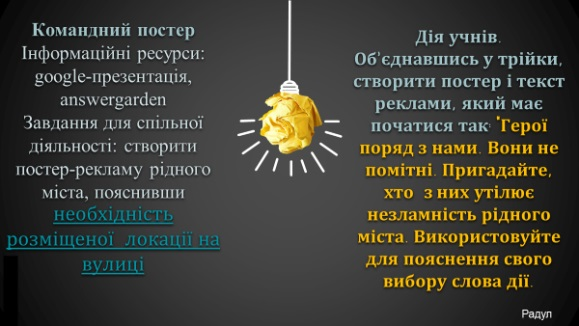 Командний постер
Інформаційні ресурси:
google-презентація,
answergarden
Завдання для спільної
діяльності: створити
постер-рекламу рідного
міста, пояснивши
необхідність
розміщеної локації на
вулиці
Дія учнів.
Об'єднавшись у трійки,
створити постер і текст
реклами, який має
початися так: "Герої
поряд з нами. Вони не
помітні. Пригадайте,
хто з них утілює
незламність рідного
міста. Використовуйте
для пояснення свого
вибору слова дії.
Радул